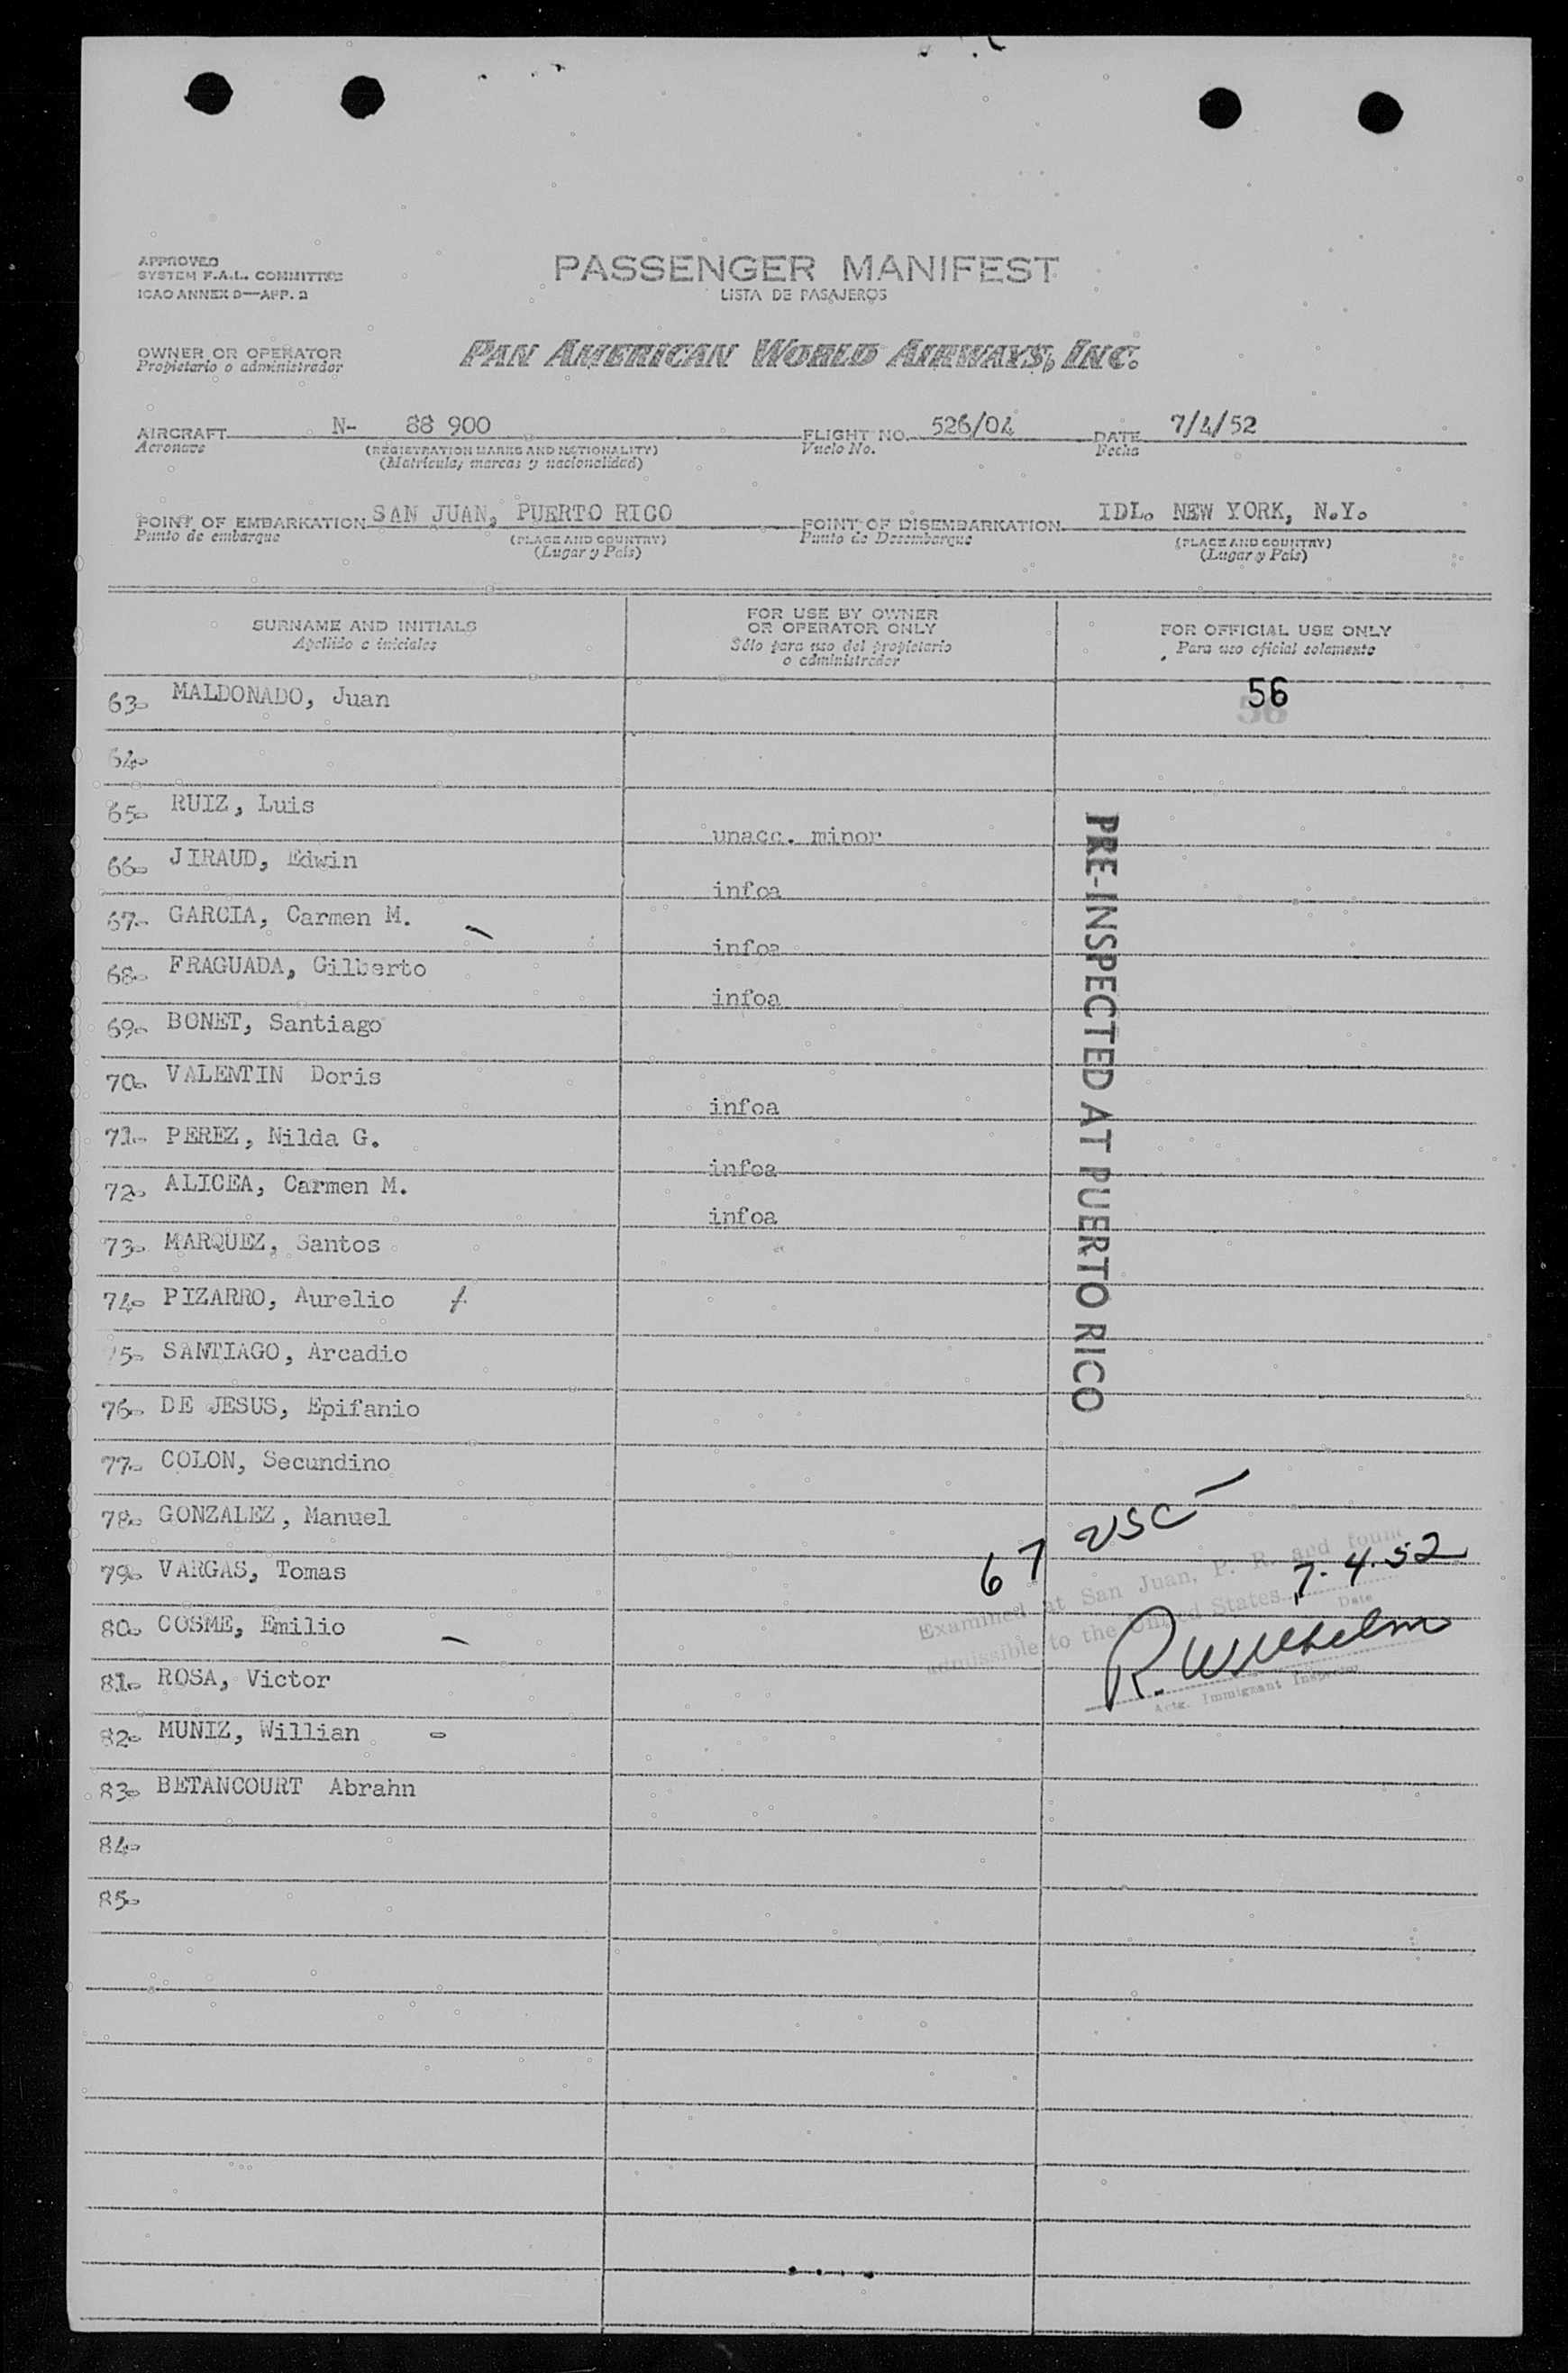 APPROVED
SYSTEM F.A.L. COMMITTEE
ICAO ANNEX 9—APP. 2
PASSENGER MANIFEST
LISTA DE PASAJEROS
OWNER OR OPERATOR
Propietario o administrador
PAN AMERICAN WORLD AIRWAYS, INC.
AIRCRAFT N- 88 900 FLIGHT NO. 526/04 DATE 7/4/52
Aeronave (REGISTRATION MARKS AND NATIONALITY) Vuelo No. Fecha
(Matrícula, marcas y nacionalidad)
POINT OF EMBARKATION SAN JUAN, PUERTO RICO POINT OF DISEMBARKATION IDL. NEW YORK, N.Y.
Punto de embarque (PLACE AND COUNTRY) Punto de Desembarque (PLACE AND COUNTRY)
(Lugar y País) (Lugar y País)
SURNAME AND INITIALS
Apellido e iniciales
FOR USE BY OWNER
OR OPERATOR ONLY
Sólo para uso del propietario
o administrador
FOR OFFICIAL USE ONLY
Para uso oficial solamente
63- MALDONADO, Juan 56
64-
65- RUIZ, Luis
unacc. minor
66- JIRAUD, Edwin
infoa
67- GARCIA, Carmen M.
infoa
68- FRAGUADA, Gilberto
infoa
69- BONET, Santiago
70- VALENTIN Doris
infoa
71- PEREZ, Nilda G.
infoa
72- ALICEA, Carmen M.
infoa
73- MARQUEZ, Santos
74- PIZARRO, Aurelio
75- SANTIAGO, Arcadio
76- DE JESUS, Epifanio
77- COLON, Secundino
78- GONZALEZ, Manuel
79- VARGAS, Tomas
80- COSME, Emilio
81- ROSA, Victor
82- MUNIZ, Willian
83- BETANCOURT Abrahn
84-
85-
PRE-INSPECTED AT PUERTO RICO
67 USC
Examined at San Juan, P. R. and found
admissible to the United States 7.4.52
Date
R. Wilhelm
Actg. Immigrant Inspector